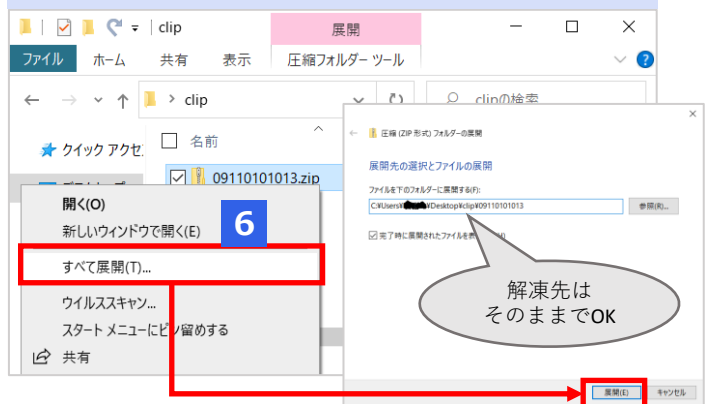 clip
展開
ファイル
ホーム
共有
表示
圧縮フォルダー ツール
clip
clipの検索
クイック アクセ
名前
09110101013.zip
開く(O)
新しいウィンドウで開く(E)
6
すべて展開(T)...
ウイルススキャン...
スタート メニューにピン留めする
共有
圧縮 (ZIP 形式) フォルダーの展開
展開先の選択とファイルの展開
ファイルを下のフォルダーに展開する(F):
C:¥Users¥ ¥Desktop¥clip¥09110101013
参照(R)...
完了時に展開されたファイルを表
解凍先は
そのままでOK
展開(E)
キャンセル